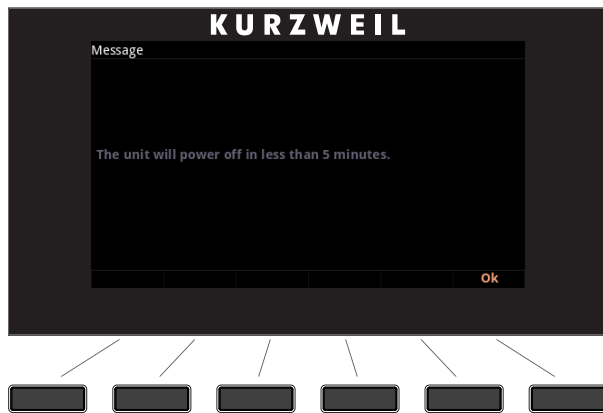 KURZWEIL
Message
The unit will power off in less than 5 minutes.
Ok